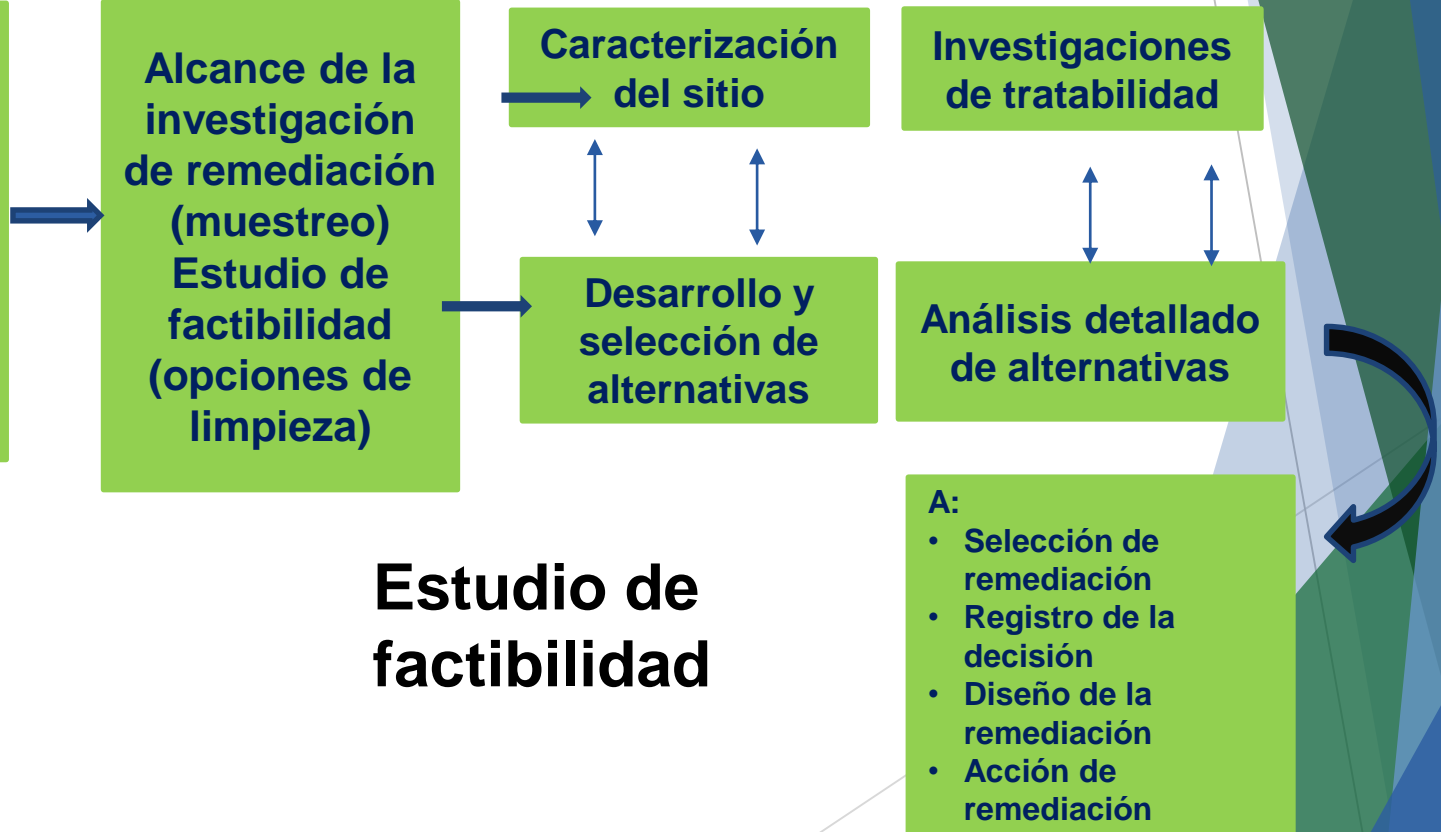 Alcance de la
investigación
de remediación
(muestreo)
Estudio de
factibilidad
(opciones de
limpieza)
Caracterización
del sitio
Investigaciones
de tratabilidad
Desarrollo y
selección de
alternativas
Análisis detallado
de alternativas
Estudio de
factibilidad
A:
• Selección de
remediación
• Registro de la
decisión
• Diseño de la
remediación
• Acción de
remediación